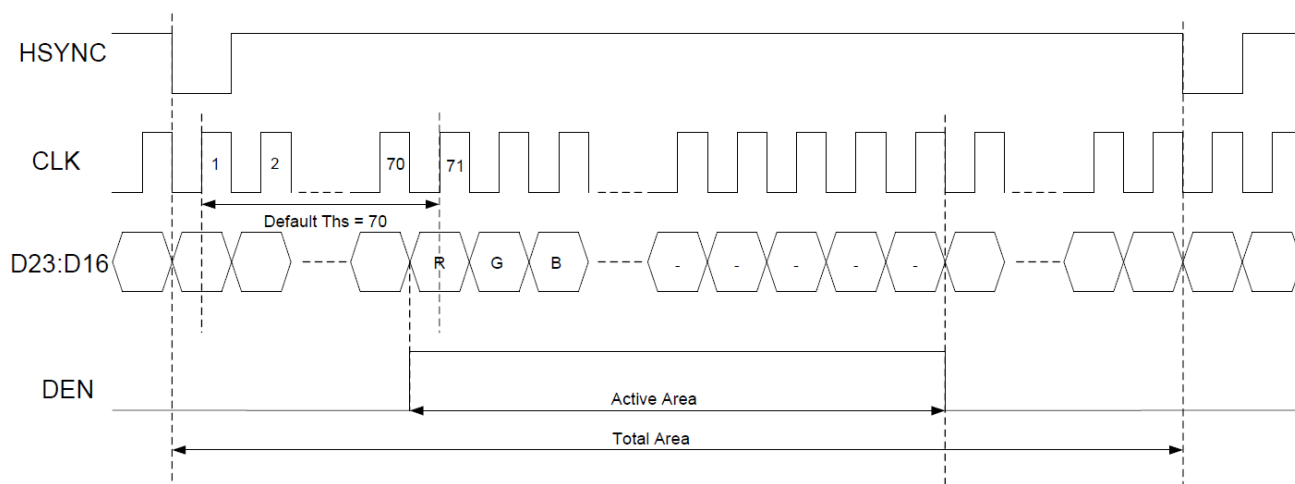 HSYNC
CLK
1
2
70
71
Default Ths = 70
D23:D16
R
G
B
-
-
-
-
-
DEN
Active Area
Total Area